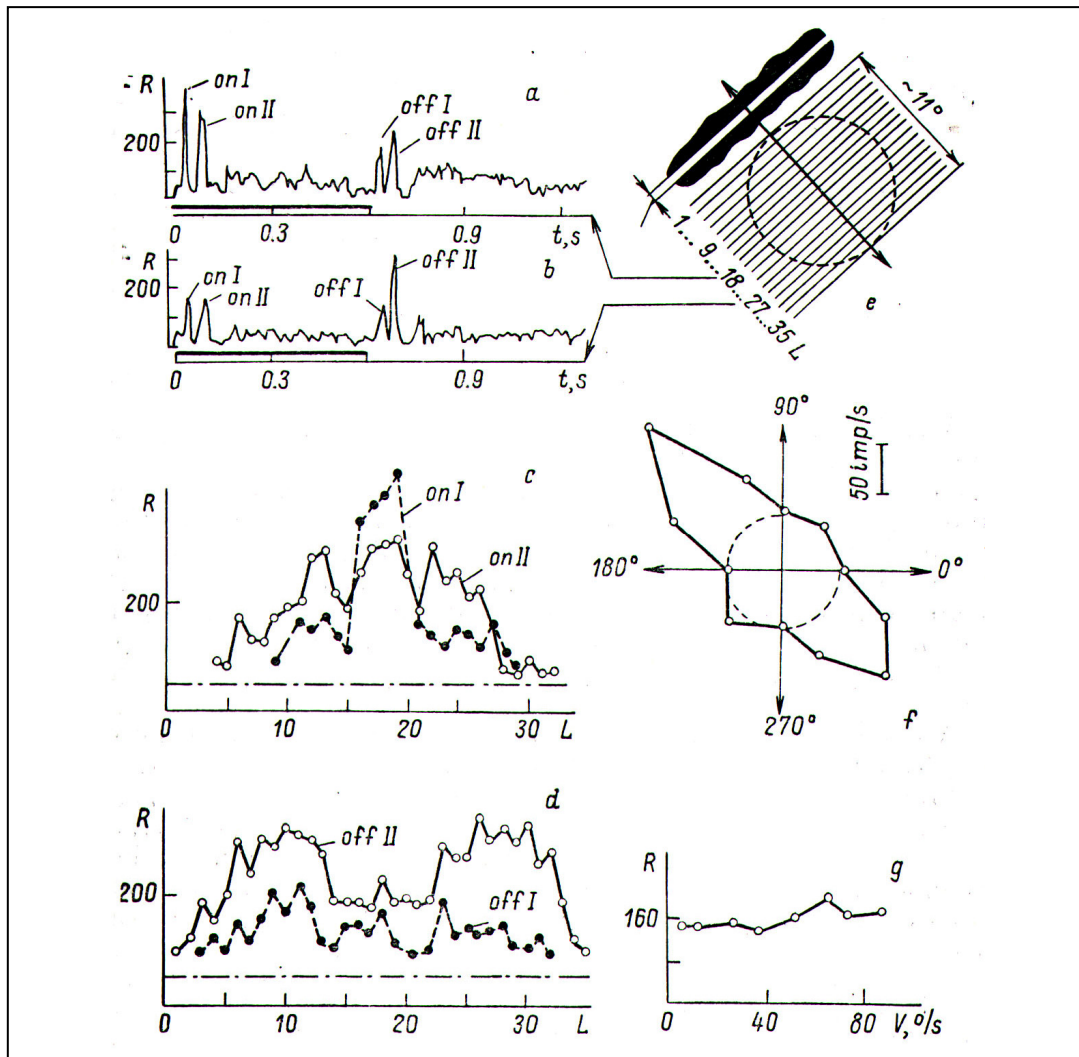 R
on I
on II
200
a
off I
off II
0
0.3
0.9
t,s
R
on I
on II
200
b
off I
off II
0
0.3
0.9
t,s
~11°
1... 9...18...27...35 L
e
R
200
c
on I
on II
0
10
20
L
30
90°
50 imp/s
180°
0°
270°
f
R
200
d
off II
off I
0
10
20
L
30
R
160
g
0
40
80
V,°/s